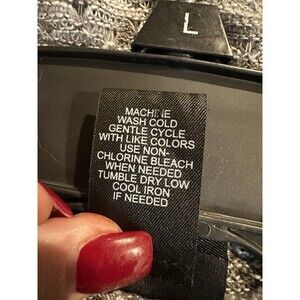 L
MACHINE
WASH COLD
GENTLE CYCLE
WITH LIKE COLORS
USE NON-
CHLORINE BLEACH
WHEN NEEDED
TUMBLE DRY LOW
COOL IRON
IF NEEDED